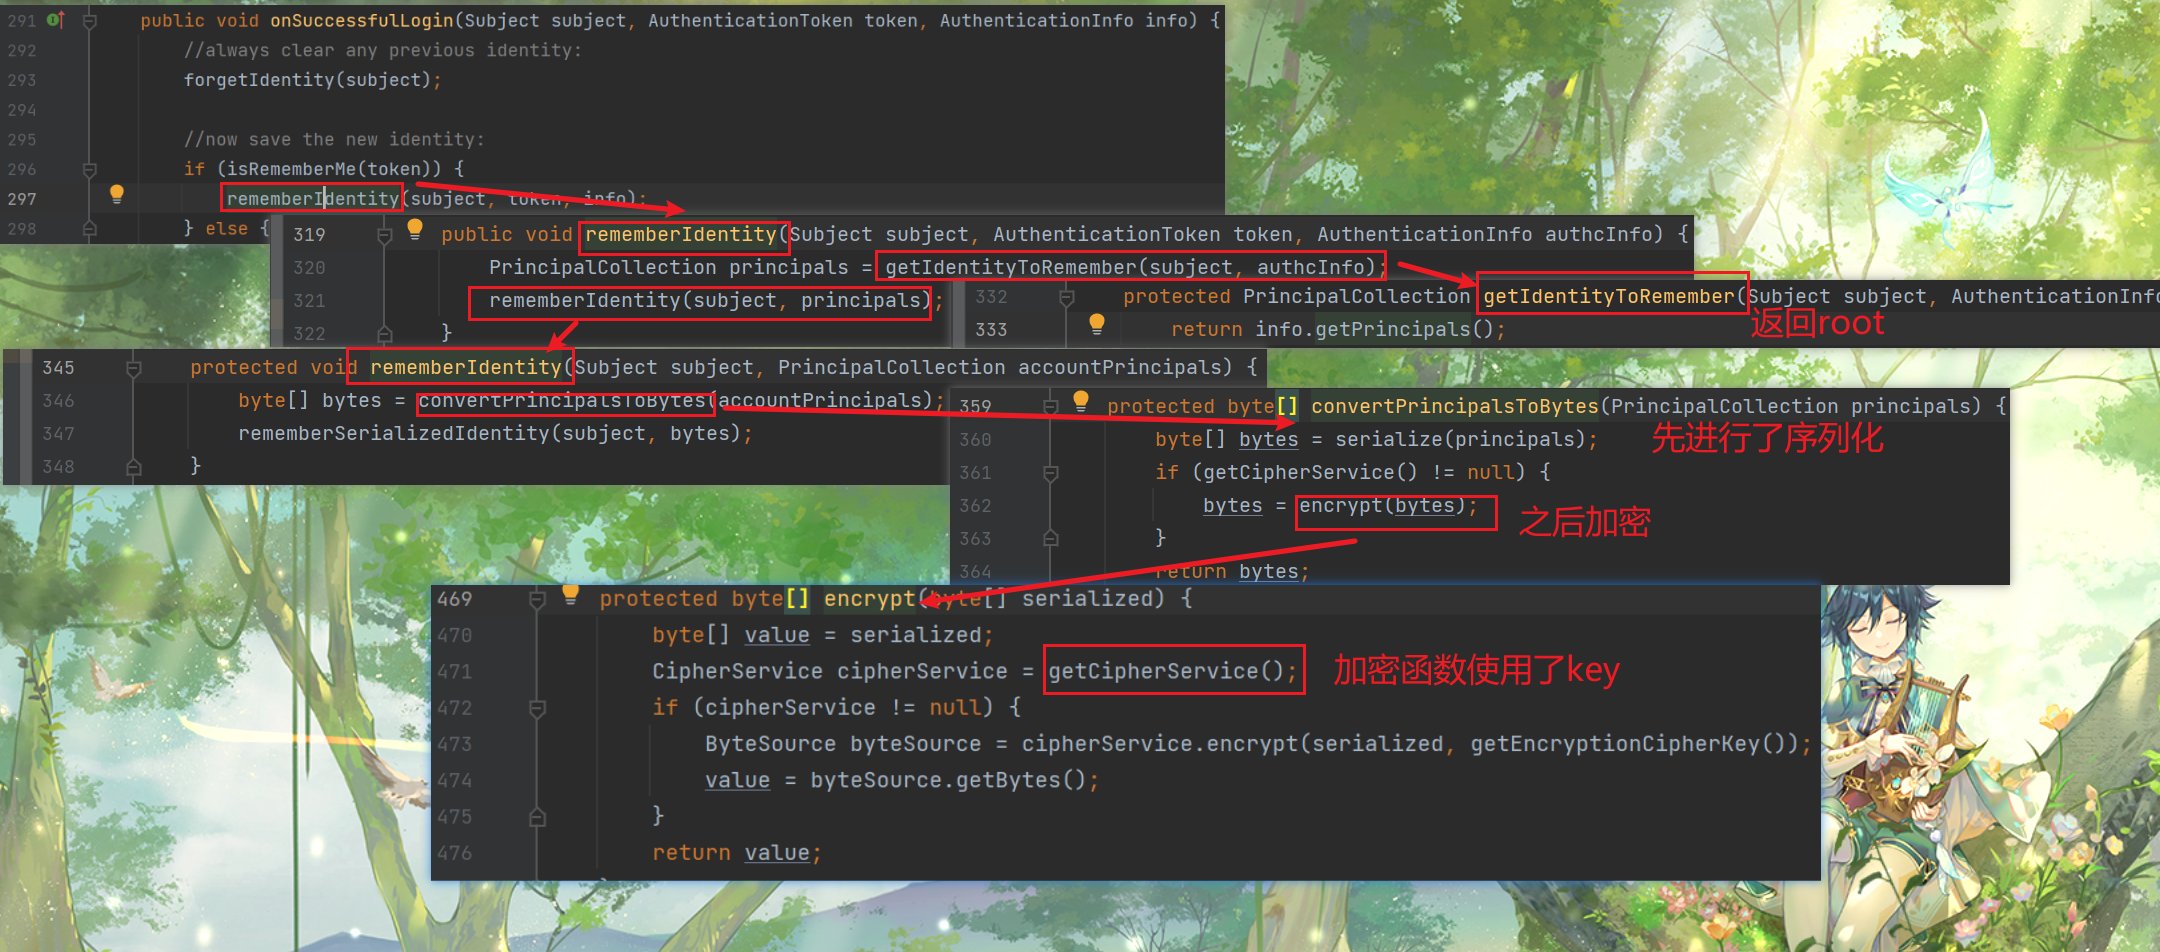 291 public void onSuccessfulLogin(Subject subject, AuthenticationToken token, AuthenticationInfo info) {
292 //always clear any previous identity:
293 forgetIdentity(subject);
294
295 //now save the new identity:
296 if (isRememberMe(token)) {
297 rememberIdentity(subject, token, info);
298 } else {
319 public void rememberIdentity(Subject subject, AuthenticationToken token, AuthenticationInfo authcInfo) {
320 PrincipalCollection principals = getIdentityToRemember(subject, authcInfo);
321 rememberIdentity(subject, principals);
322 }
332 protected PrincipalCollection getIdentityToRemember(Subject subject, AuthenticationInfo
333 return info.getPrincipals();
返回root
345 protected void rememberIdentity(Subject subject, PrincipalCollection accountPrincipals) {
346 byte[] bytes = convertPrincipalsToBytes(accountPrincipals);
347 rememberSerializedIdentity(subject, bytes);
348 }
359 protected byte[] convertPrincipalsToBytes(PrincipalCollection principals) {
360 byte[] bytes = serialize(principals);
先进行了序列化
361 if (getCipherService() != null) {
362 bytes = encrypt(bytes);
之后加密
363 }
364 return bytes;
469 protected byte[] encrypt(byte[] serialized) {
470 byte[] value = serialized;
471 CipherService cipherService = getCipherService();
加密函数使用了key
472 if (cipherService != null) {
473 ByteSource byteSource = cipherService.encrypt(serialized, getEncryptionCipherKey());
474 value = byteSource.getBytes();
475 }
476 return value;